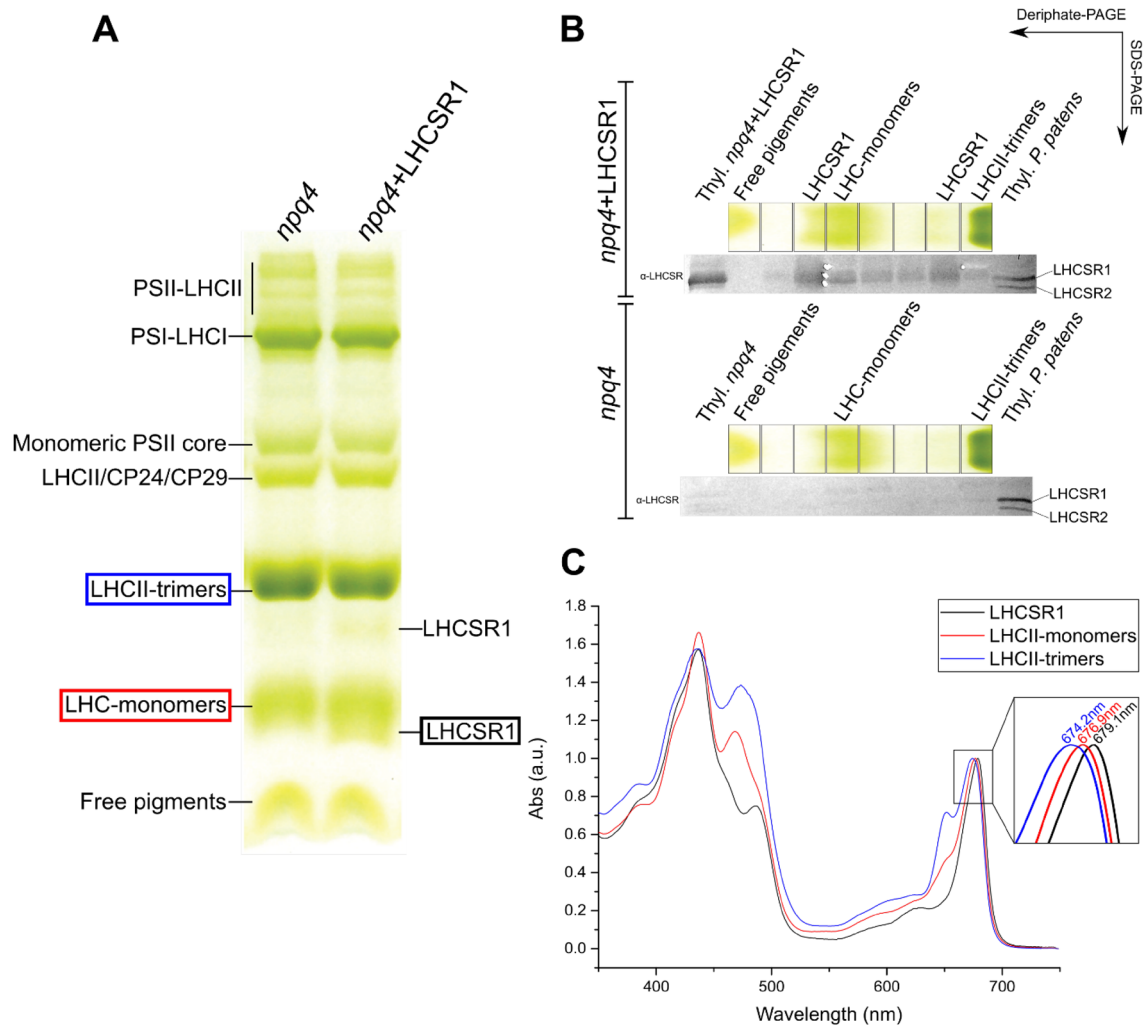 A
npq4
npq4+LHCSR1
PSII-LHCII
PSI-LHCI
Monomeric PSII core
LHCII/CP24/CP29
LHCII-trimers
LHCSR1
LHC-monomers
LHCSR1
Free pigments
B
Deriphate-PAGE
SDS-PAGE
npq4+LHCSR1
Thyl. npq4+LHCSR1
Free pigements
LHCSR1
LHC-monomers
LHCSR1
LHCII-trimers
Thyl. P. patens
α-LHCSR
LHCSR1
LHCSR2
npq4
Thyl. npq4
Free pigements
LHC-monomers
LHCII-trimers
Thyl. P. patens
α-LHCSR
LHCSR1
LHCSR2
C
LHCSR1
LHCII-monomers
LHCII-trimers
674.2nm
676.9nm
679.1nm
1.8
1.6
1.4
1.2
1.0
0.8
0.6
0.4
0.2
0.0
Abs (a.u.)
400 500 600 700
Wavelength (nm)